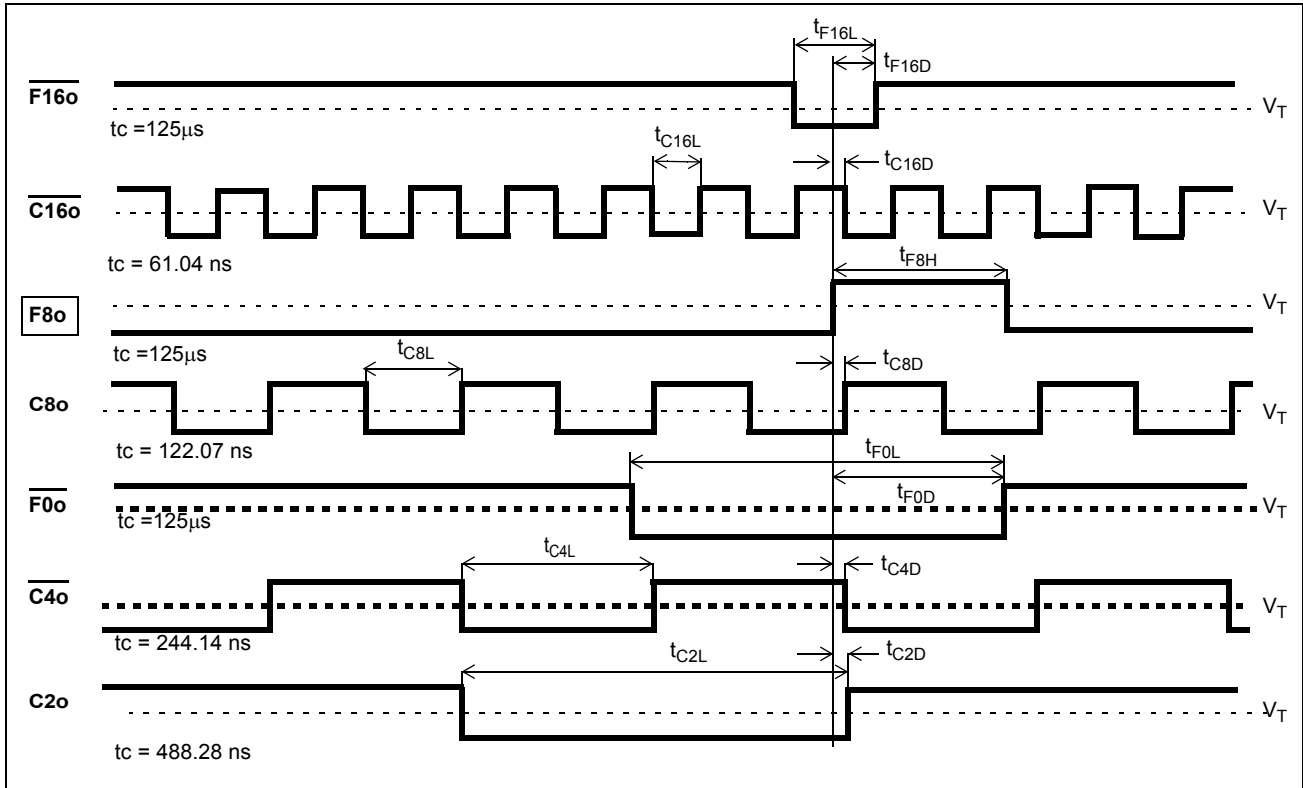 tF16L
tF16D
F16o
VT
tc =125µs
tC16L
tC16D
C16o
VT
tc = 61.04 ns
tF8H
F8o
VT
tc =125µs
tC8L
tC8D
C8o
VT
tc = 122.07 ns
tF0L
F0o
tF0D
VT
tc =125µs
tC4L
tC4D
C4o
VT
tc = 244.14 ns
tC2L
tC2D
C2o
VT
tc = 488.28 ns